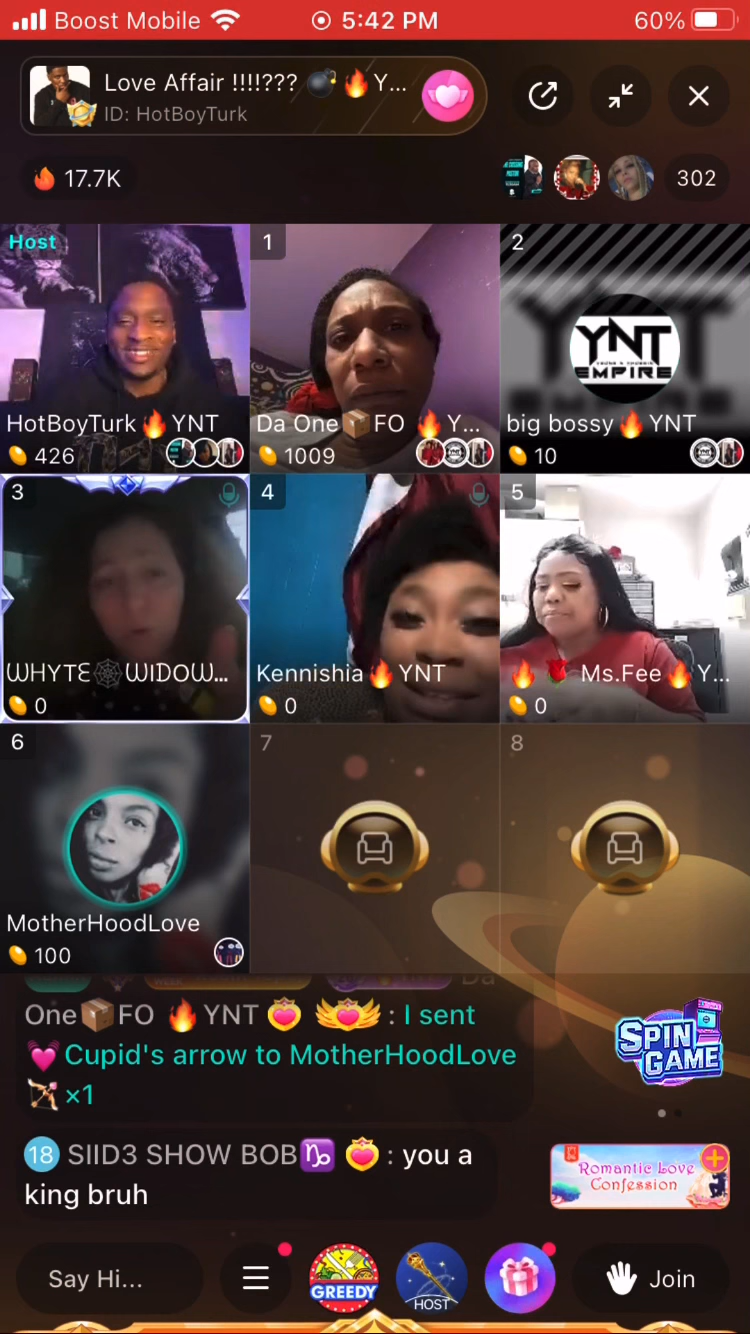 Boost Mobile 5:42 PM 60%
Love Affair !!!!??? 💣🔥Y...
ID: HotBoyTurk
🔥 17.7K
302
Host
1
2
YNT
EMPIRE
HotBoyTurk🔥YNT
Da One📦FO 🔥Y...
big bossy🔥YNT
426
1009
10
3
4
5
WHYTE🕸️WIDOW...
Kennishia🔥YNT
🔥 🌹 Ms.Fee🔥Y...
0
0
0
6
7
8
MotherHoodLove
100
Da
One📦FO 🔥YNT : I sent
💓Cupid's arrow to MotherHoodLove
🏹×1
SPIN
GAME
18 SIID3 SHOW BOB♑ : you a
king bruh
Romantic Love
Confession
Say Hi...
GREEDY
HOST
Join